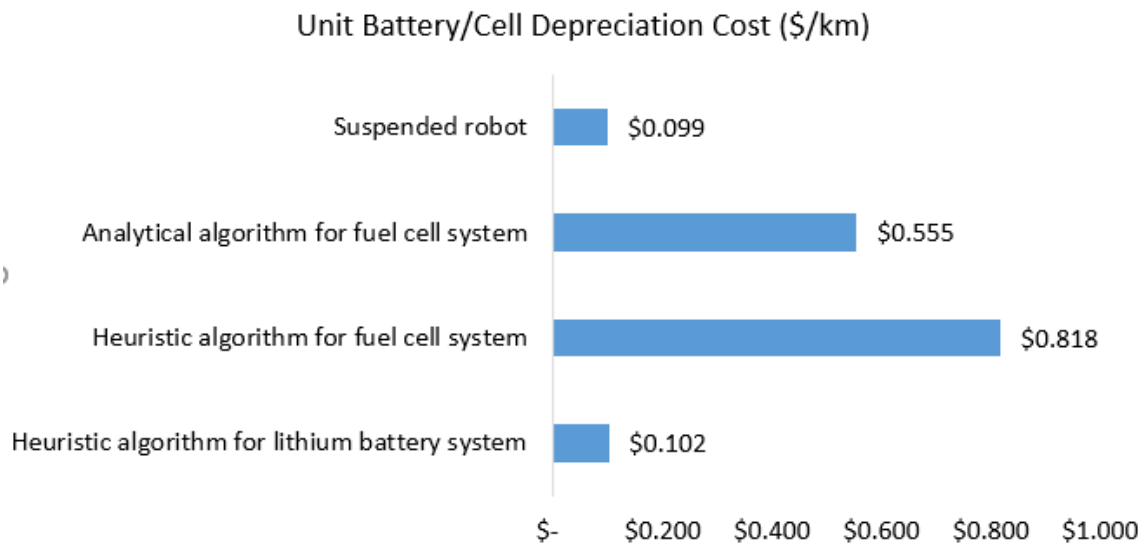 Unit Battery/Cell Depreciation Cost ($/km)
Suspended robot $0.099
Analytical algorithm for fuel cell system $0.555
Heuristic algorithm for fuel cell system $0.818
Heuristic algorithm for lithium battery system $0.102
$- $0.200 $0.400 $0.600 $0.800 $1.000